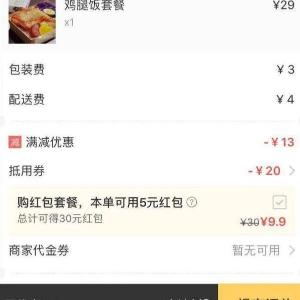 鸡腿饭套餐 ¥29
x1
包装费 ¥ 3
配送费 ¥ 4
减 满减优惠 -¥13
抵用券 -¥20 >
购红包套餐，本单可用5元红包 ?
总计可得30元红包 ¥30 ¥9.9
商家代金券 暂无可用 >